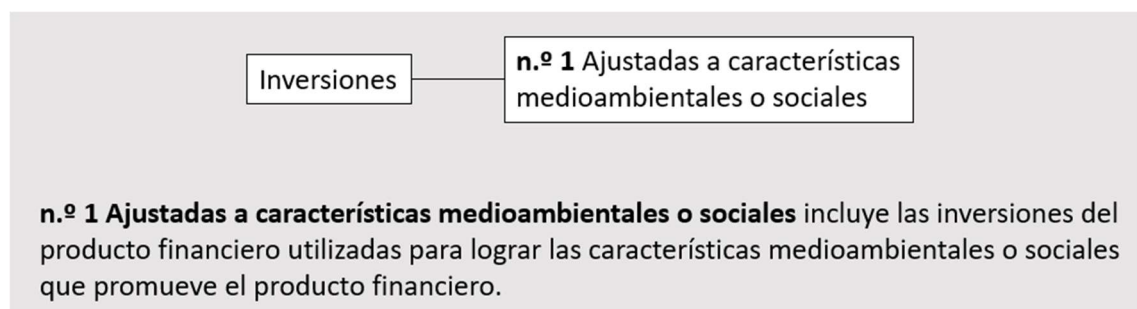 Inversiones
n.º 1 Ajustadas a características
medioambientales o sociales
n.º 1 Ajustadas a características medioambientales o sociales incluye las inversiones del
producto financiero utilizadas para lograr las características medioambientales o sociales
que promueve el producto financiero.